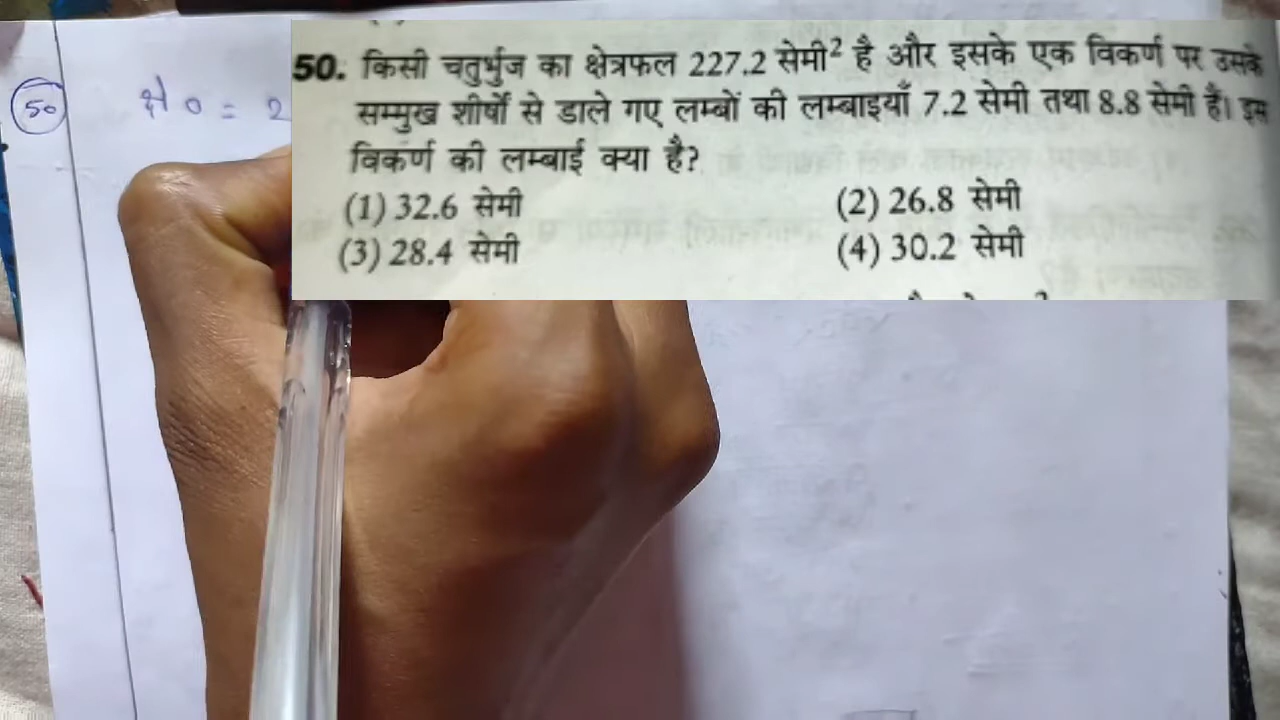 50. किसी चतुर्भुज का क्षेत्रफल 227.2 सेमी² है और इसके एक विकर्ण पर उसके
सम्मुख शीर्षों से डाले गए लम्बों की लम्बाइयाँ 7.2 सेमी तथा 8.8 सेमी हैं। इस
विकर्ण की लम्बाई क्या है?
(1) 32.6 सेमी (2) 26.8 सेमी
(3) 28.4 सेमी (4) 30.2 सेमी
50 क्षे० = 2